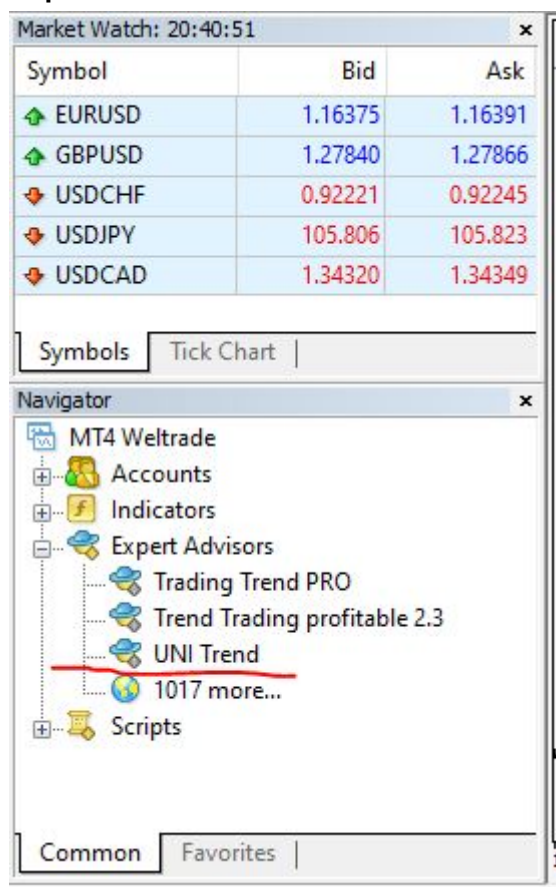 Market Watch: 20:40:51
Symbol Bid Ask
EURUSD 1.16375 1.16391
GBPUSD 1.27840 1.27866
USDCHF 0.92221 0.92245
USDJPY 105.806 105.823
USDCAD 1.34320 1.34349
Symbols Tick Chart
Navigator
MT4 Weltrade
Accounts
Indicators
Expert Advisors
Trading Trend PRO
Trend Trading profitable 2.3
UNI Trend
1017 more...
Scripts
Common Favorites